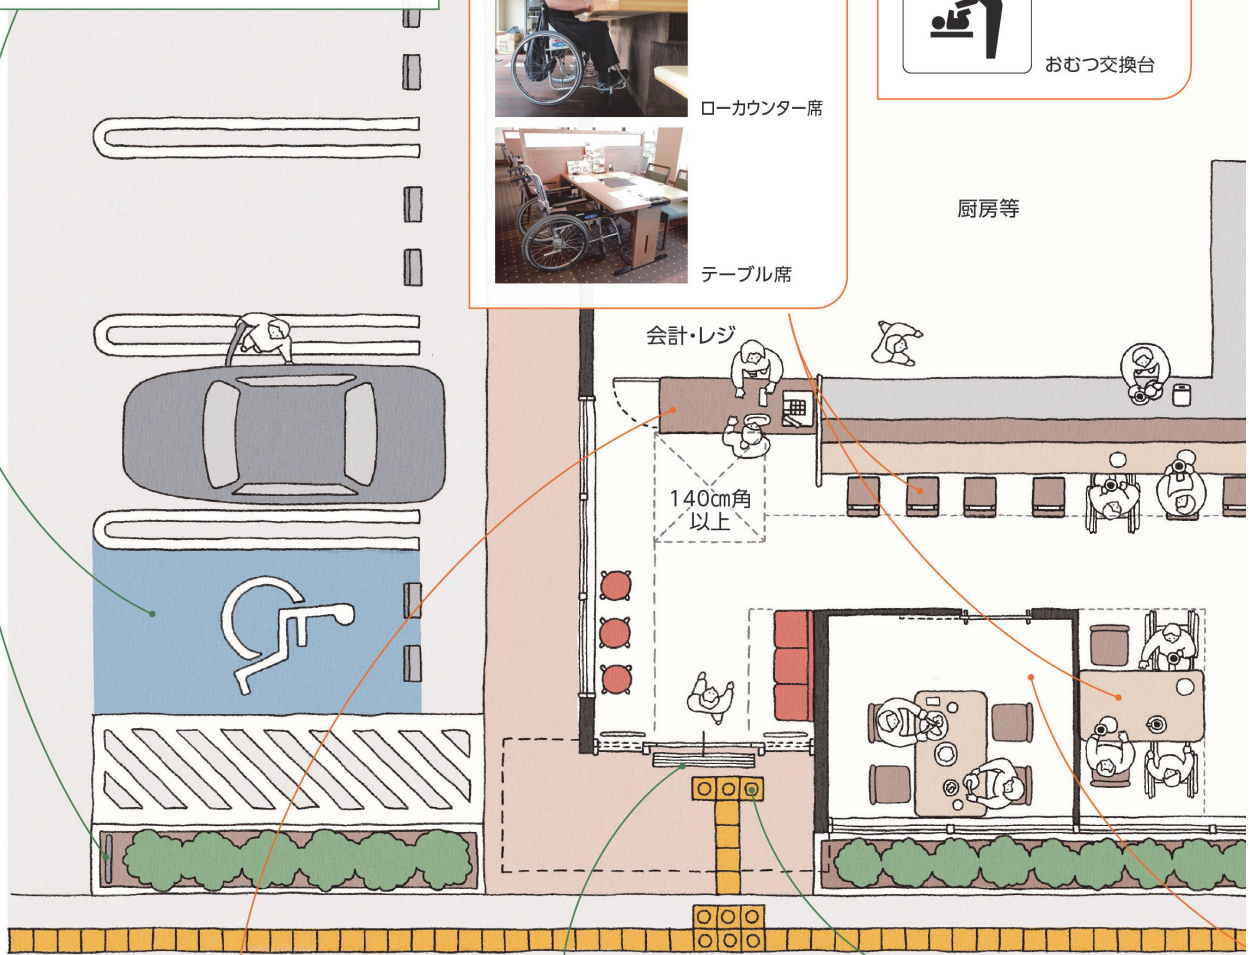 おむつ交換台
ローカウンター席
厨房等
テーブル席
会計・レジ
140㎝角
以上